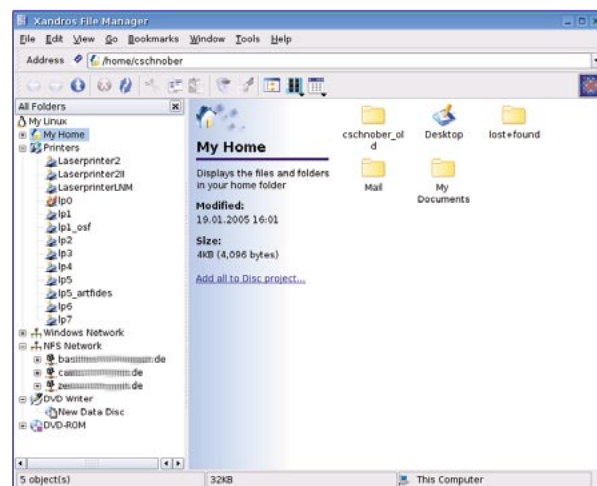 Xandros File Manager
File Edit View Go Bookmarks Window Tools Help
Address /home/cschnober
All Folders
My Linux
My Home
Printers
Laserprinter2
Laserprinter2II
LaserprinterLNM
lp0
lp1
lp1_osf
lp2
lp3
lp4
lp5
lp5_artfides
lp6
lp7
Windows Network
NFS Network
.de
.de
.de
DVD Writer
New Data Disc
DVD-ROM
My Home
Displays the files and folders
in your home folder
Modified:
19.01.2005 16:01
Size:
4kB (4,096 bytes)
Add all to Disc project...
cschnober_ol
d
Desktop
lost+found
Mail
My
Documents
5 object(s)
32KB
This Computer